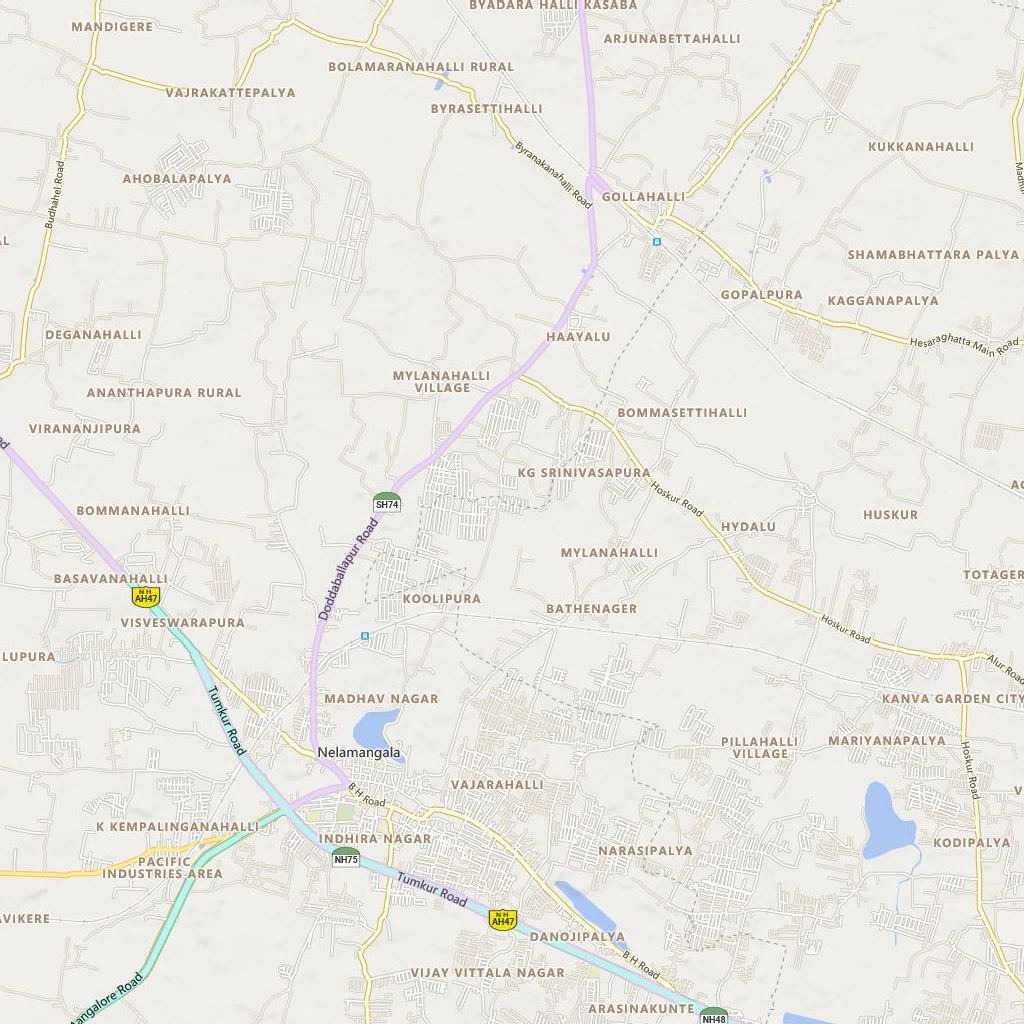 BYADARA HALLI KASABA
MANDIGERE
ARJUNABETTAHALLI
BOLAMARANAHALLI RURAL
VAJRAKATTEPALYA
BYRASETTIHALLI
Byranakanahalli Road
KUKKANAHALLI
AHOBALAPALYA
Budhahel Road
GOLLAHALLI
SHAMABHATTARA PALYA
GOPALPURA
KAGGANAPALYA
DEGANAHALLI
HAAYALU
Hesaraghatta Main Road
MYLANAHALLI
VILLAGE
ANANTHAPURA RURAL
BOMMASETTIHALLI
VIRANANJIPURA
KG SRINIVASAPURA
Hoskur Road
SH74
BOMMANAHALLI
HUSKUR
HYDALU
Doddaballapur Road
MYLANAHALLI
BASAVANAHALLI
TOTAGER
NH
AH47
KOOLIPURA
BATHENAGER
VISVESWARAPURA
Hoskur Road
LUPURA
Alur Road
MADHAV NAGAR
KANVA GARDEN CITY
Tumkur Road
PILLAHALLI
VILLAGE
MARIYANAPALYA
Nelamangala
Hoskur Road
VAJARAHALLI
B H Road
K KEMPALINGANAHALLI
INDHIRA NAGAR
KODIPALYA
NARASIPALYA
NH75
PACIFIC
INDUSTRIES AREA
Tumkur Road
AVIKERE
NH
AH47
DANOJIPALYA
B H Road
VIJAY VITTALA NAGAR
Mangalore Road
ARASINAKUNTE
NH48